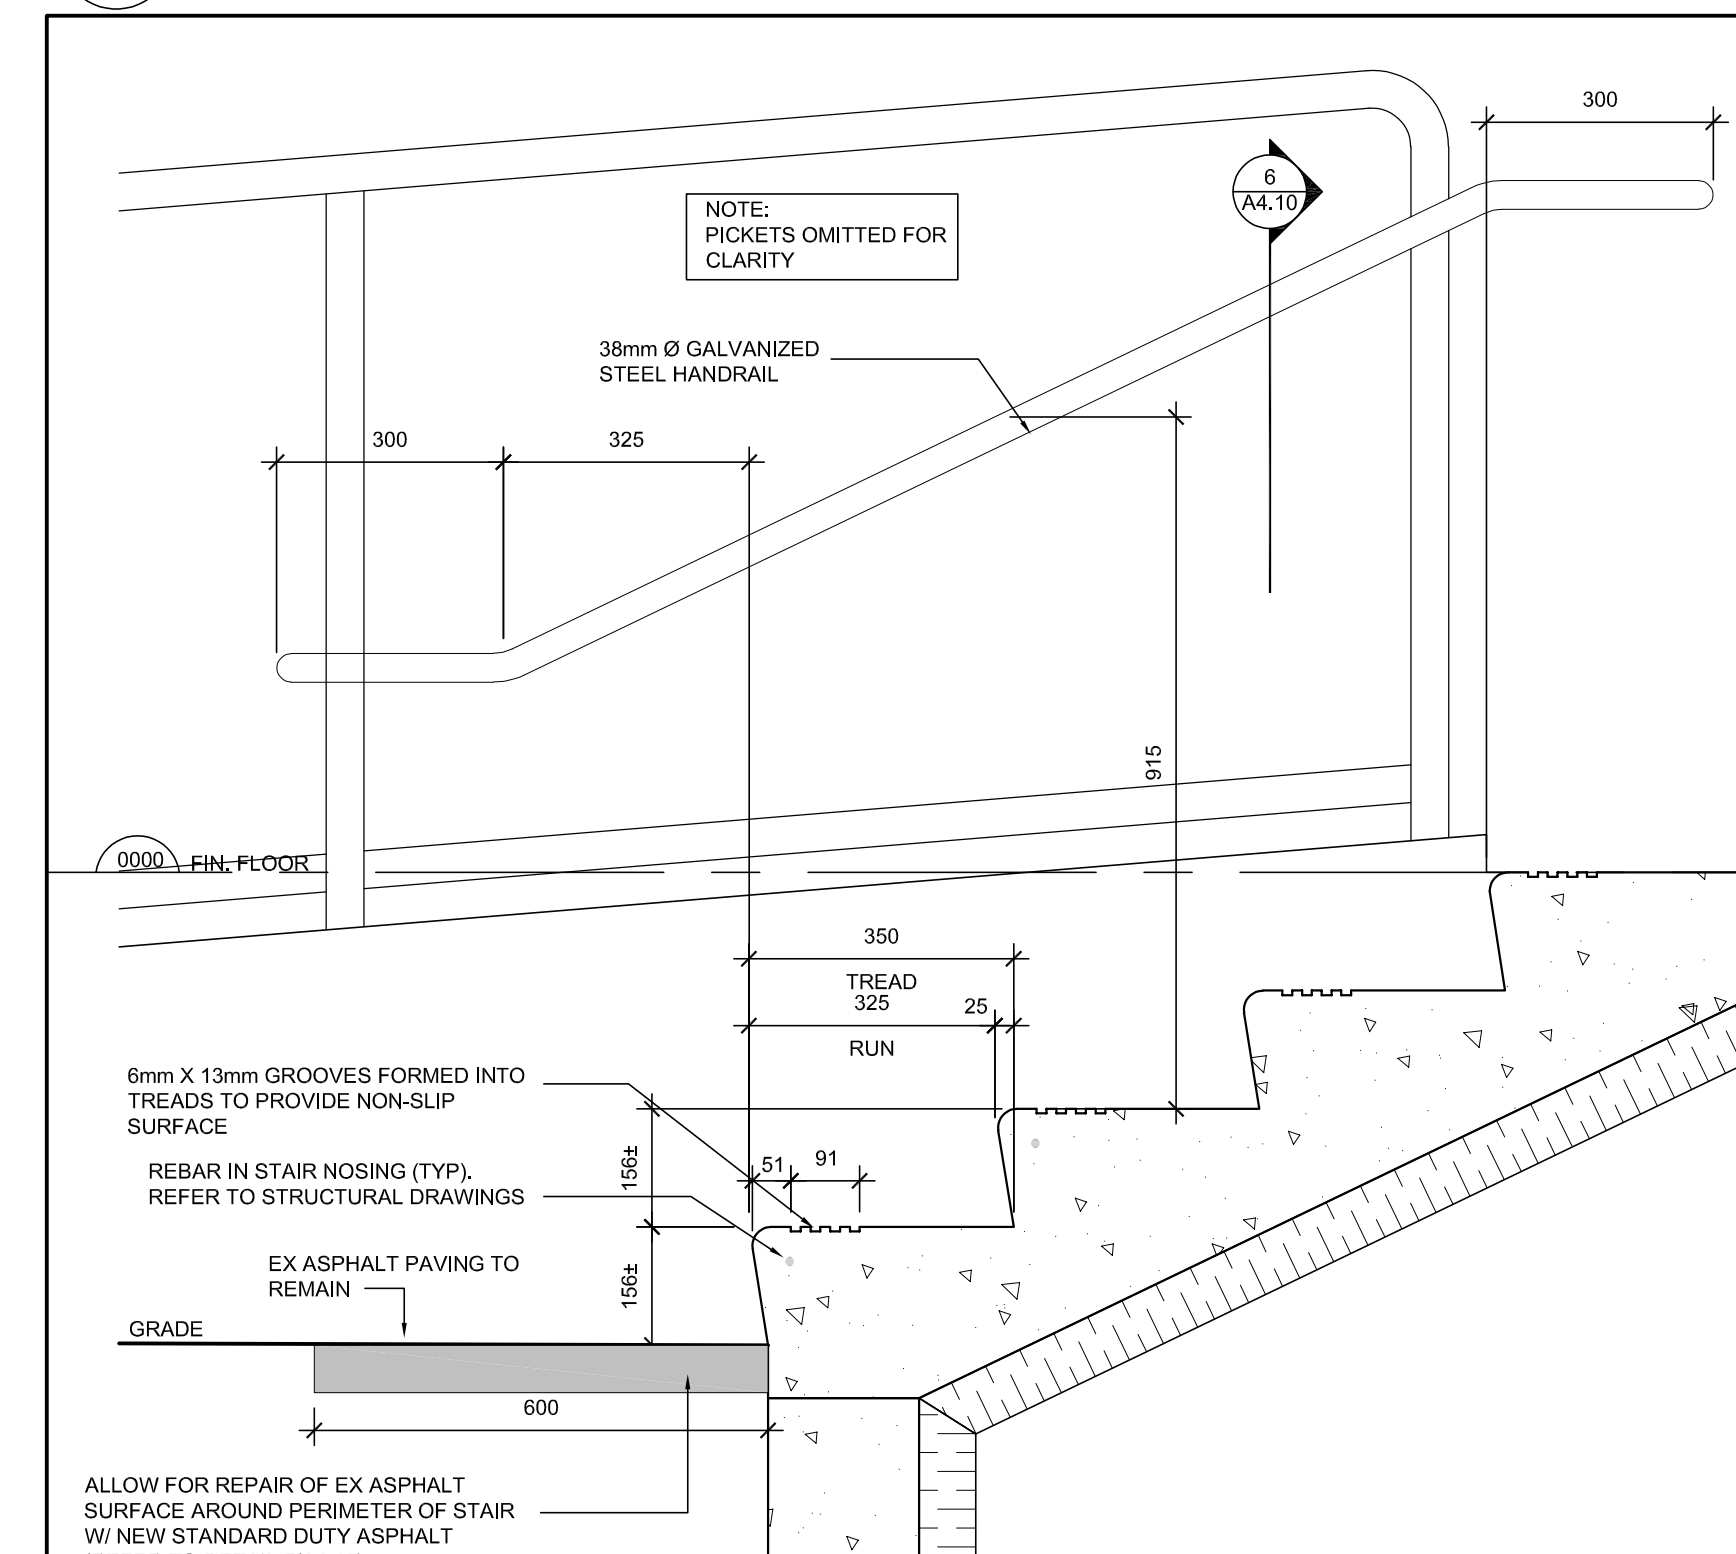 300
6
A4.10
NOTE:
PICKETS OMITTED FOR
CLARITY
38mm Ø GALVANIZED
STEEL HANDRAIL
300
325
915
0000
FIN. FLOOR
350
TREAD
325
25
RUN
6mm X 13mm GROOVES FORMED INTO
TREADS TO PROVIDE NON-SLIP
SURFACE
156±
51
91
REBAR IN STAIR NOSING (TYP).
REFER TO STRUCTURAL DRAWINGS
156±
EX ASPHALT PAVING TO
REMAIN
GRADE
600
ALLOW FOR REPAIR OF EX ASPHALT
SURFACE AROUND PERIMETER OF STAIR
W/ NEW STANDARD DUTY ASPHALT